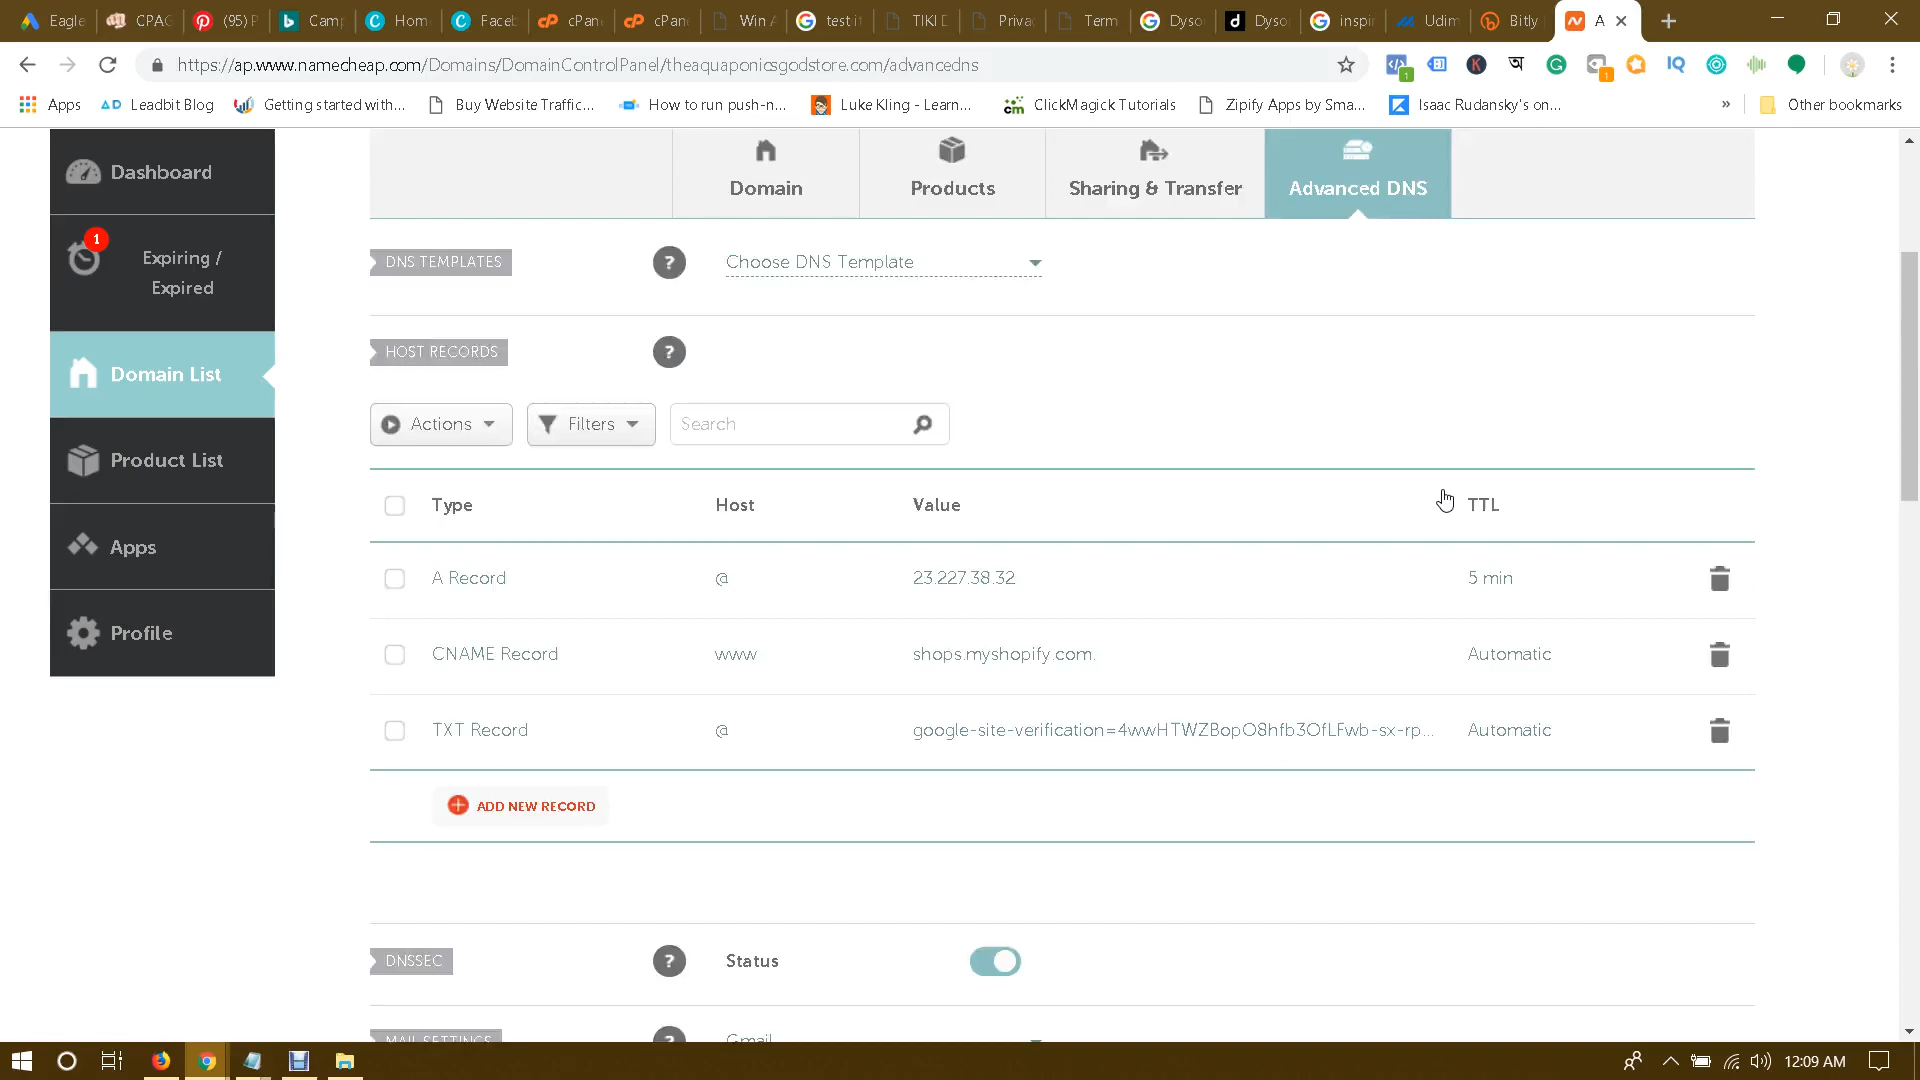 Eagle
CPAG
(95) P
Camp
Hom
Faceb
cPan
cPan
Win A
test it
TIKI D
Priva
Term
Dyso
Dyso
inspir
Udim
Bitly
A
https://ap.www.namecheap.com/Domains/DomainControlPanel/theaquaponicsgodstore.com/advancedns
Apps
Leadbit Blog
Getting started with...
Buy Website Traffic...
How to run push-n...
Luke Kling - Learn...
ClickMagick Tutorials
Zipify Apps by Sma...
Isaac Rudansky's on...
»
Other bookmarks
Dashboard
1
Expiring /
Expired
Domain List
Product List
Apps
Profile
Domain
Products
Sharing & Transfer
Advanced DNS
DNS TEMPLATES
?
Choose DNS Template
HOST RECORDS
?
Actions
Filters
Search
Type Host Value TTL
A Record @ 23.227.38.32 5 min
CNAME Record www shops.myshopify.com. Automatic
TXT Record @ google-site-verification=4wwHTWZBopO8hfb3OfLFwb-sx-rp... Automatic
ADD NEW RECORD
DNSSEC
?
Status
MAIL SETTINGS
?
Gmail
12:09 AM